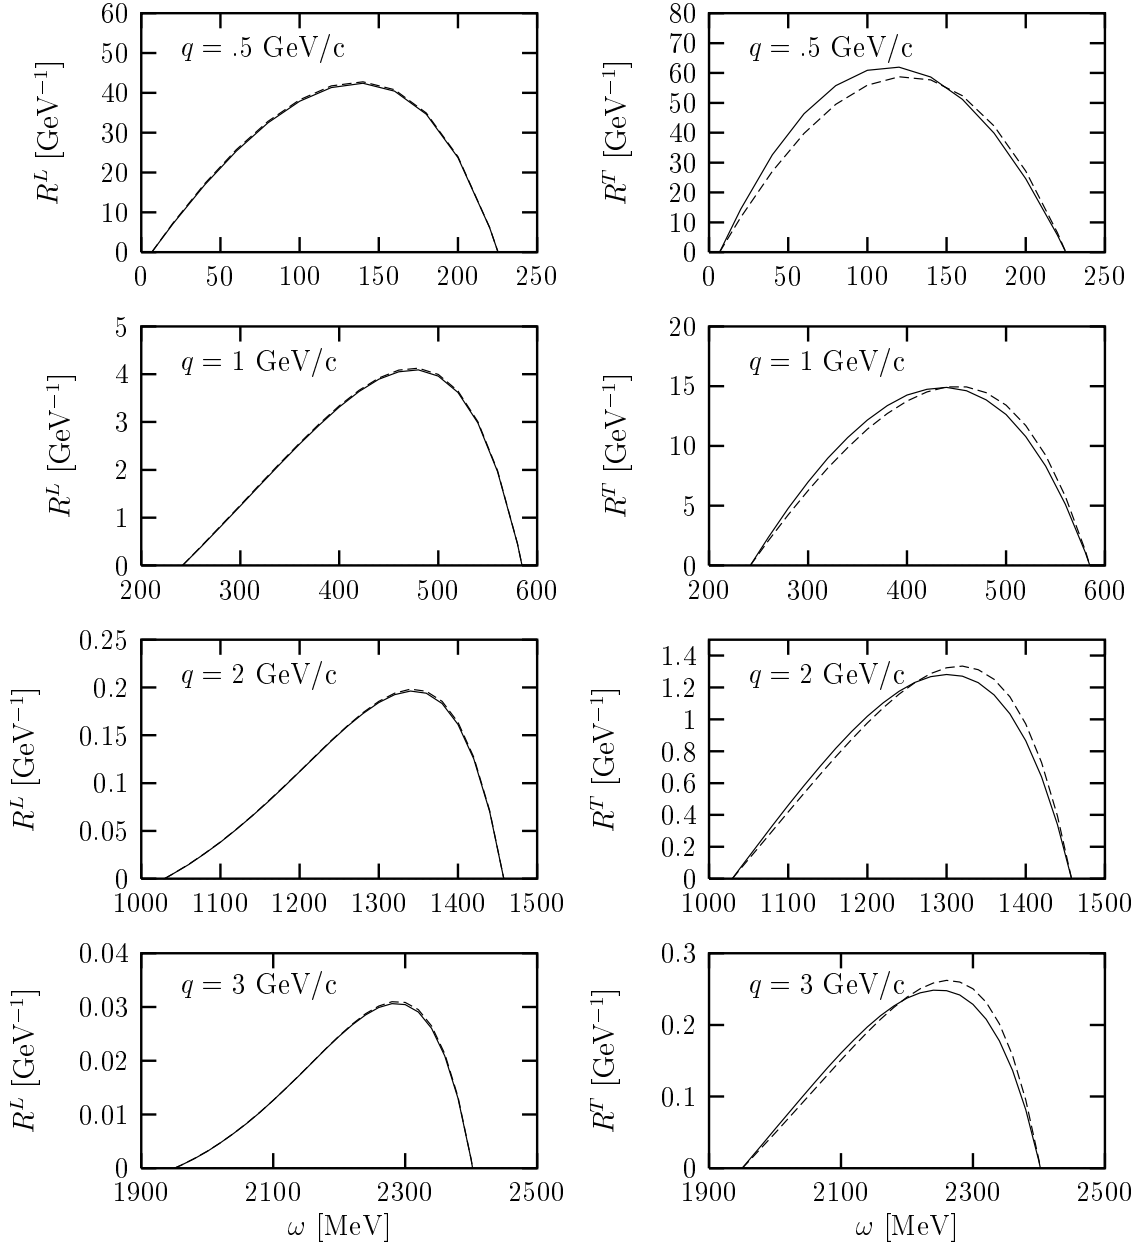 q = .5 GeV/c
R^L [GeV^−1]
60
50
40
30
20
10
0
0 50 100 150 200 250
q = .5 GeV/c
R^T [GeV^−1]
80
70
60
50
40
30
20
10
0
0 50 100 150 200 250
q = 1 GeV/c
R^L [GeV^−1]
5
4
3
2
1
0
200 300 400 500 600
q = 1 GeV/c
R^T [GeV^−1]
20
15
10
5
0
200 300 400 500 600
q = 2 GeV/c
R^L [GeV^−1]
0.25
0.2
0.15
0.1
0.05
0
1000 1100 1200 1300 1400 1500
q = 2 GeV/c
R^T [GeV^−1]
1.4
1.2
1
0.8
0.6
0.4
0.2
0
1000 1100 1200 1300 1400 1500
q = 3 GeV/c
R^L [GeV^−1]
0.04
0.03
0.02
0.01
0
1900 2100 2300 2500
ω [MeV]
q = 3 GeV/c
R^T [GeV^−1]
0.3
0.2
0.1
0
1900 2100 2300 2500
ω [MeV]